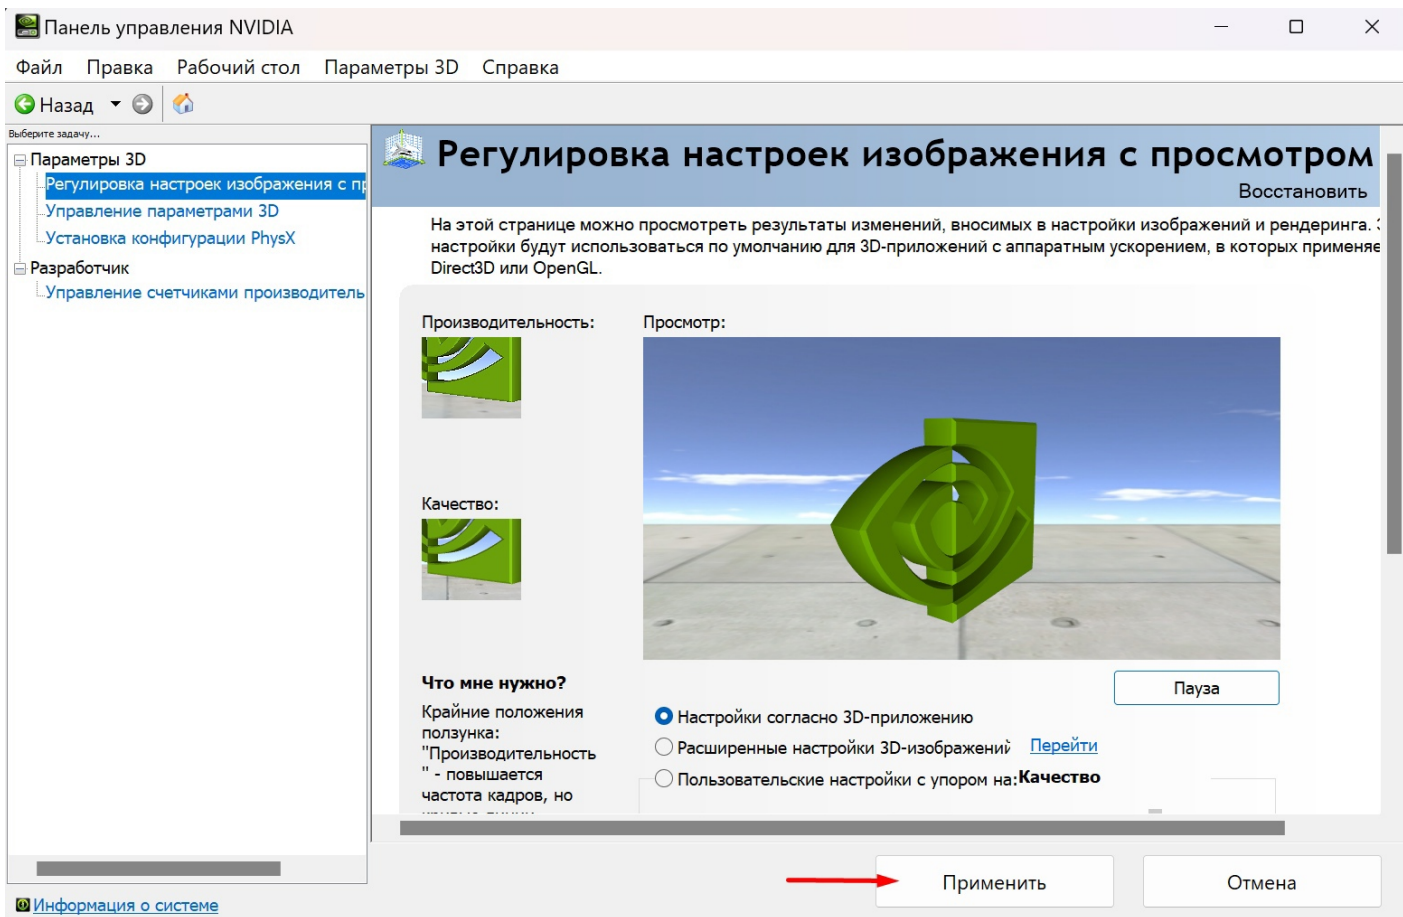 Панель управления NVIDIA
Файл Правка Рабочий стол Параметры 3D Справка
Назад
Выберите задачу...
Параметры 3D
Регулировка настроек изображения с пр
Управление параметрами 3D
Установка конфигурации PhysX
Разработчик
Управление счетчиками производитель
Информация о системе
Регулировка настроек изображения с просмотром
Восстановить
На этой странице можно просмотреть результаты изменений, вносимых в настройки изображений и рендеринга.
настройки будут использоваться по умолчанию для 3D-приложений с аппаратным ускорением, в которых применяе
Direct3D или OpenGL.
Производительность:
Просмотр:
Качество:
Пауза
Что мне нужно?
Крайние положения
ползунка:
"Производительность
" - повышается
частота кадров, но
Настройки согласно 3D-приложению
Расширенные настройки 3D-изображений Перейти
Пользовательские настройки с упором на: Качество
Применить
Отмена